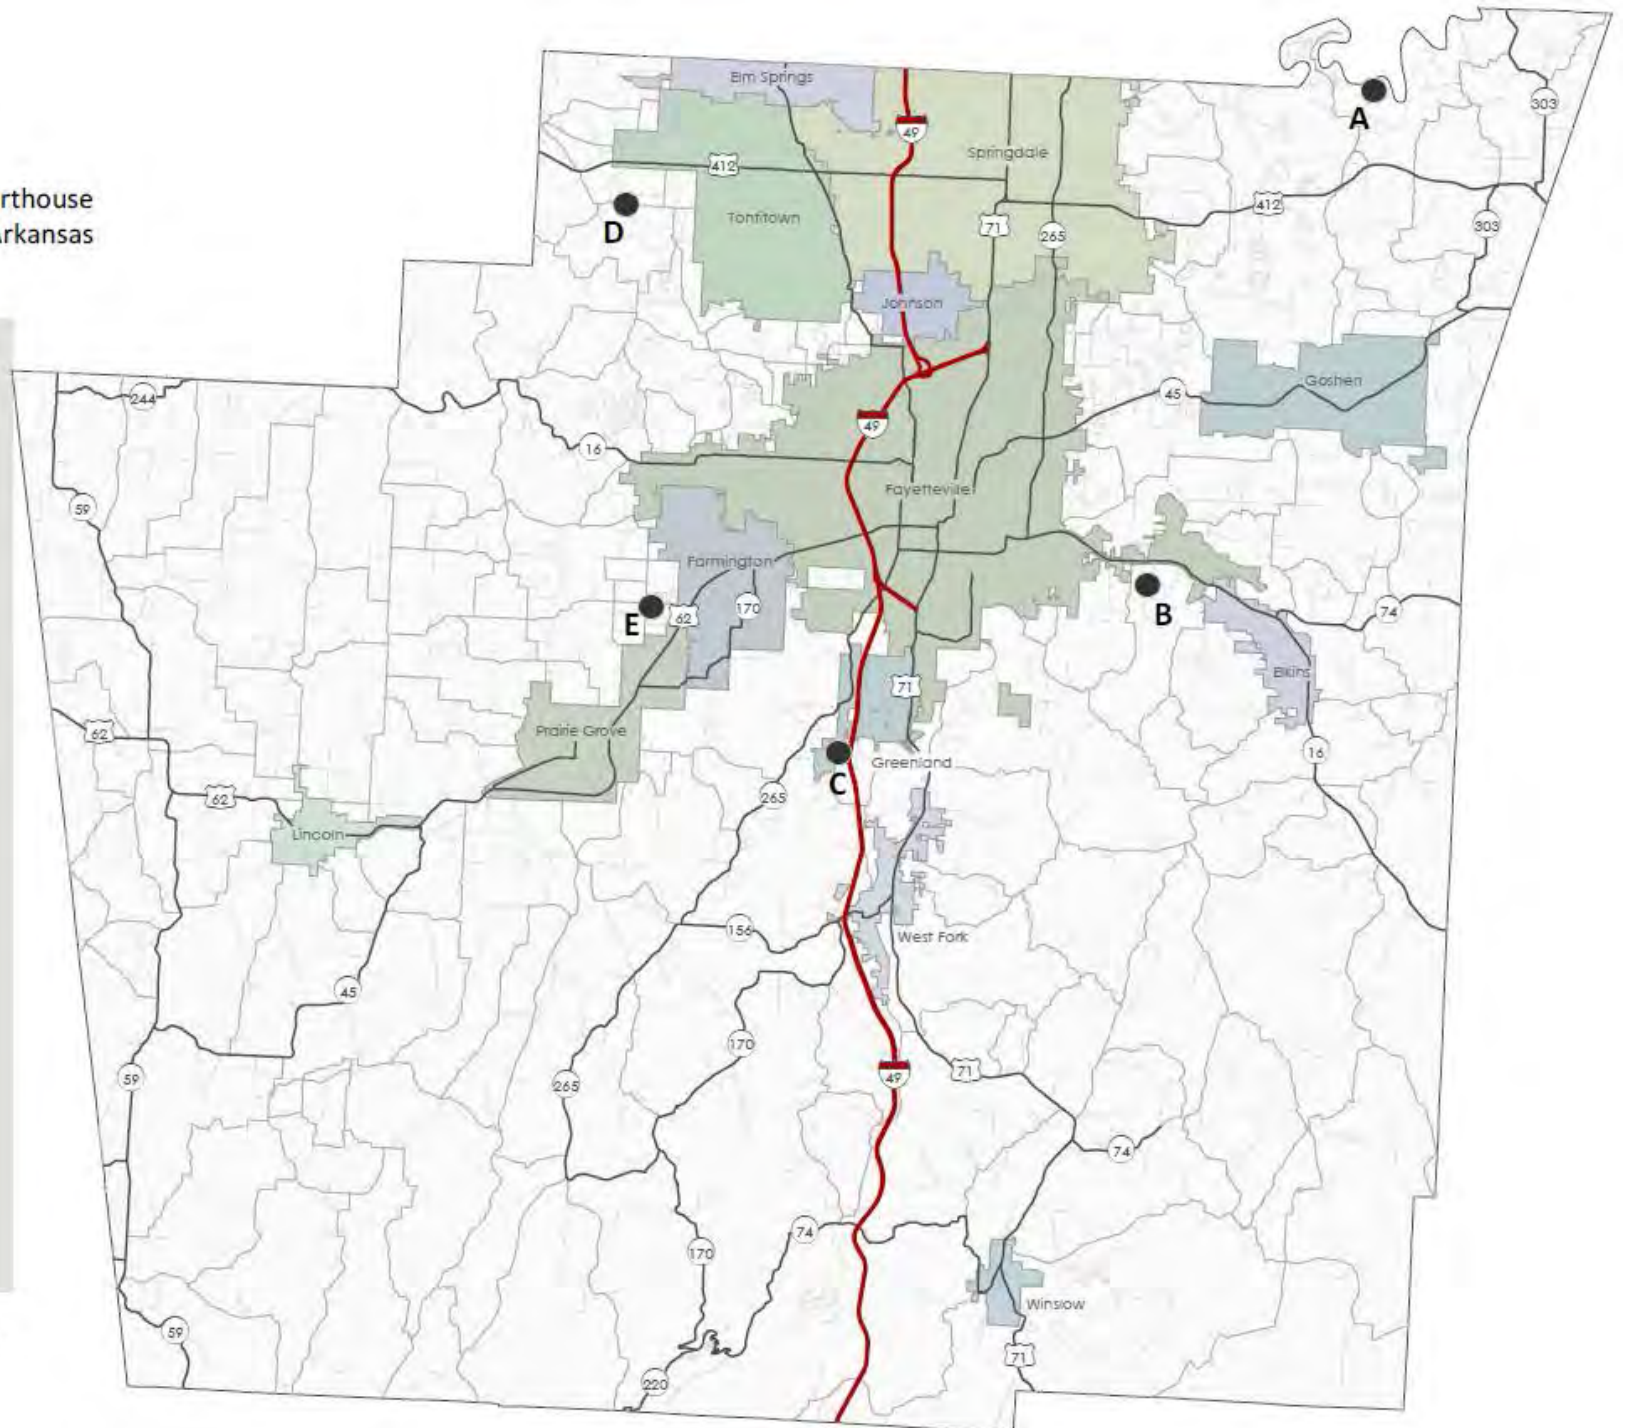 Elm Springs
49
A
303
Springdale
412
rthouse
D
412
Tontitown
71
303
rkansas
265
Johnson
Goshen
244
45
49
16
Fayetteville
59
Farmington
B
170
74
E
62
Elkins
71
62
Prairie Grove
16
C
Greenland
62
265
Lincoln
156
West Fork
45
170
71
59
265
49
74
74
170
Winslow
59
71
220